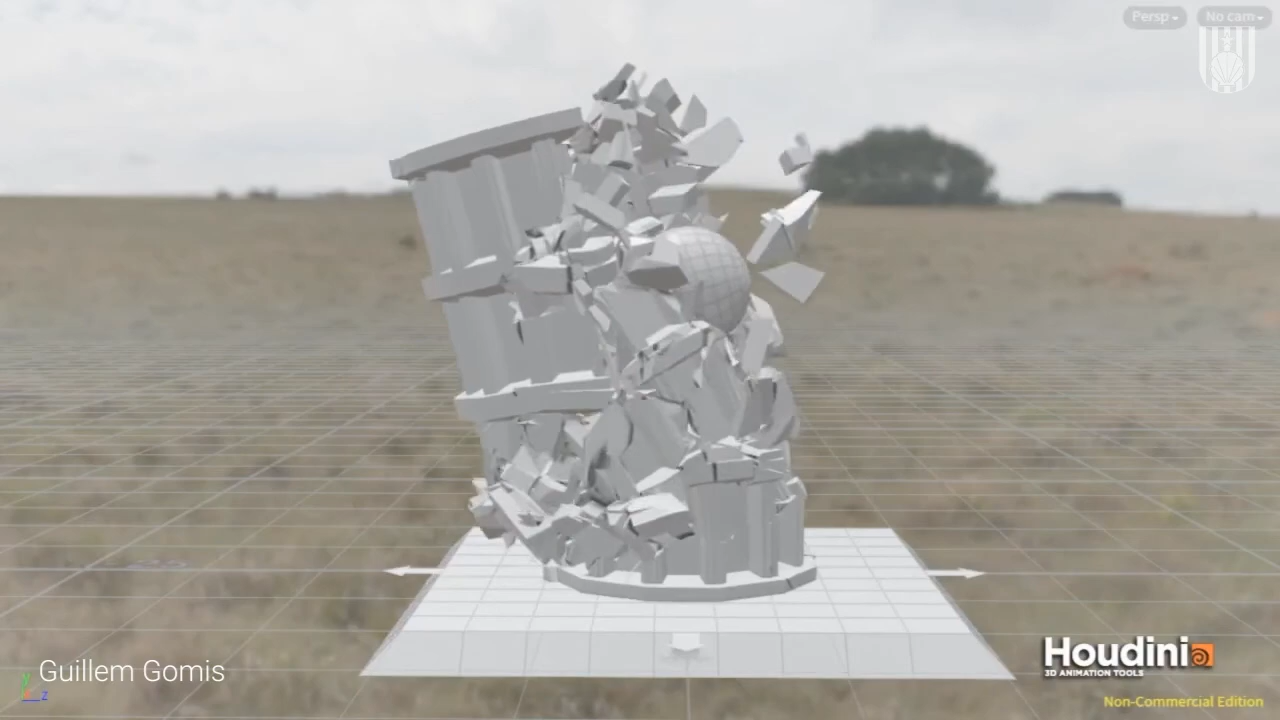 Persp
No cam
Guillem Gomis
Houdini
3D ANIMATION TOOLS
Non-Commercial Edition
y
z